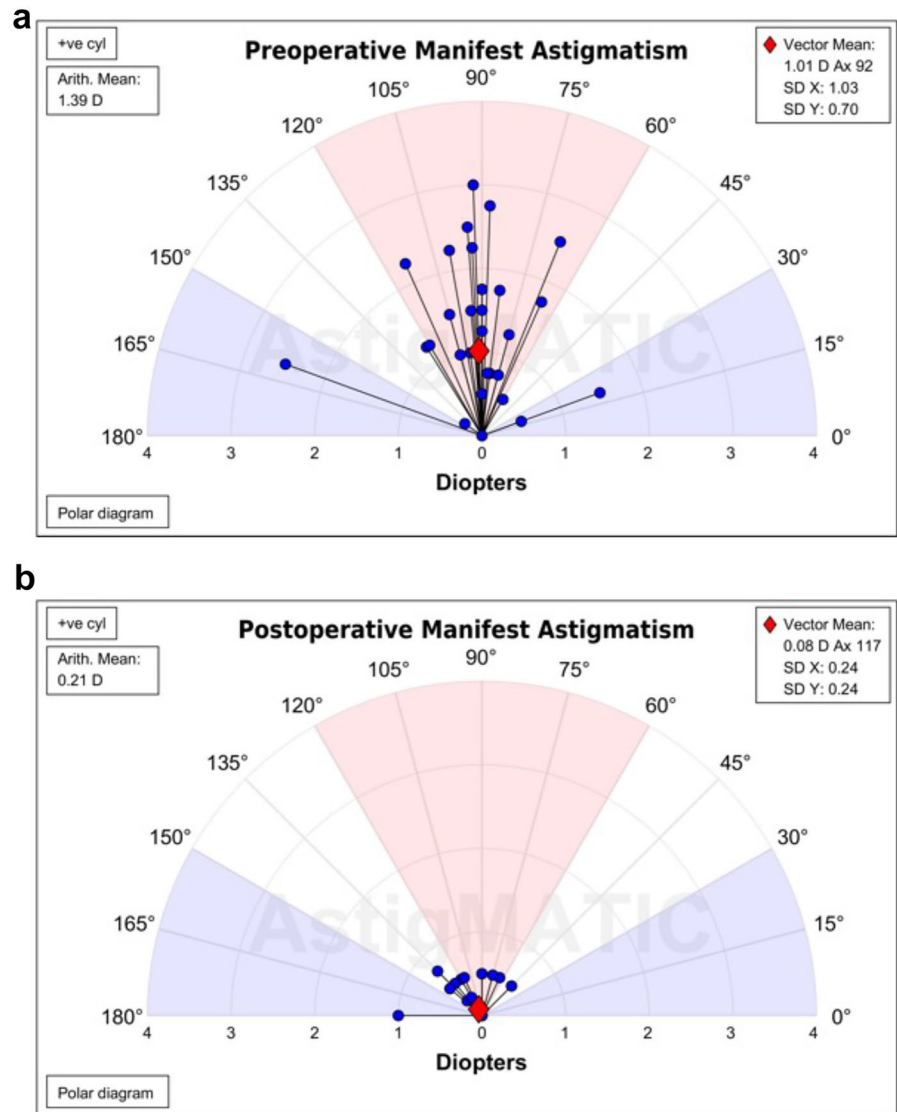 a
+ve cyl
Arith. Mean:
1.39 D
Preoperative Manifest Astigmatism
Vector Mean:
1.01 D Ax 92
SD X: 1.03
SD Y: 0.70
90°
105°
75°
120°
60°
135°
45°
150°
30°
165°
15°
180°
0°
AstigMATIC
4
3
2
1
0
1
2
3
4
Diopters
Polar diagram
b
+ve cyl
Arith. Mean:
0.21 D
Postoperative Manifest Astigmatism
Vector Mean:
0.08 D Ax 117
SD X: 0.24
SD Y: 0.24
90°
105°
75°
120°
60°
135°
45°
150°
30°
165°
15°
180°
0°
AstigMATIC
4
3
2
1
0
1
2
3
4
Diopters
Polar diagram